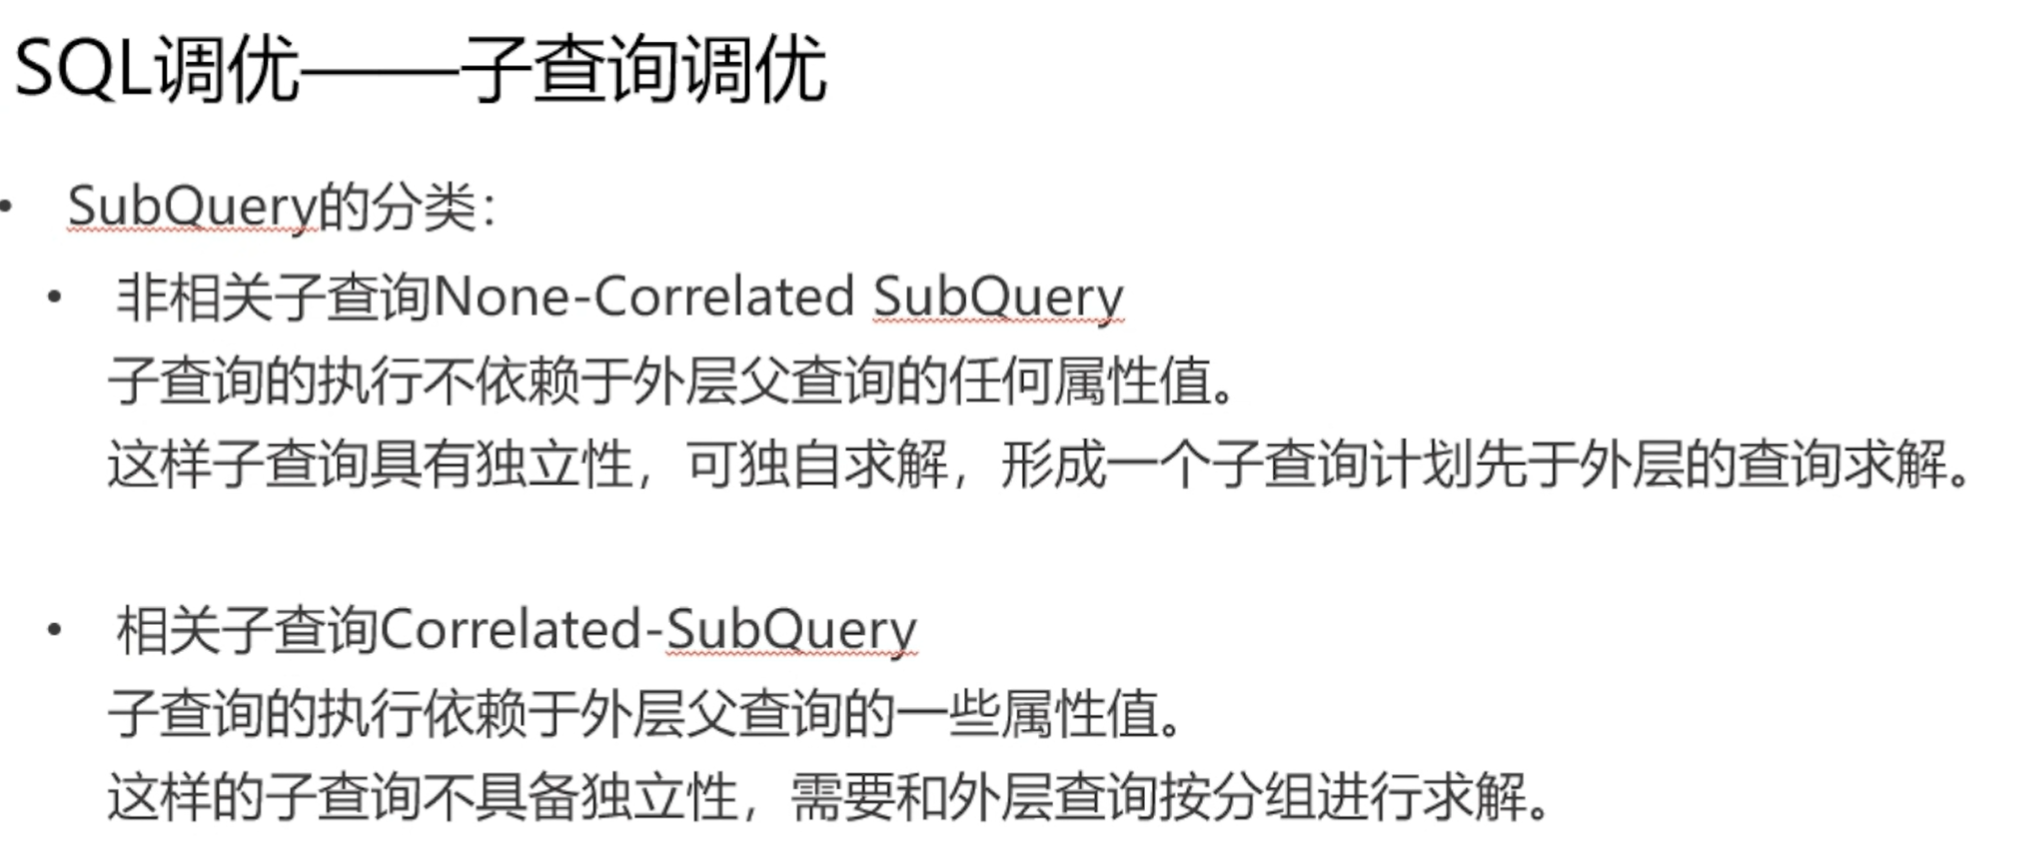 SQL调优——子查询调优
• SubQuery的分类：
• 非相关子查询None-Correlated SubQuery
子查询的执行不依赖于外层父查询的任何属性值。
这样子查询具有独立性，可独自求解，形成一个子查询计划先于外层的查询求解。
• 相关子查询Correlated-SubQuery
子查询的执行依赖于外层父查询的一些属性值。
这样的子查询不具备独立性，需要和外层查询按分组进行求解。